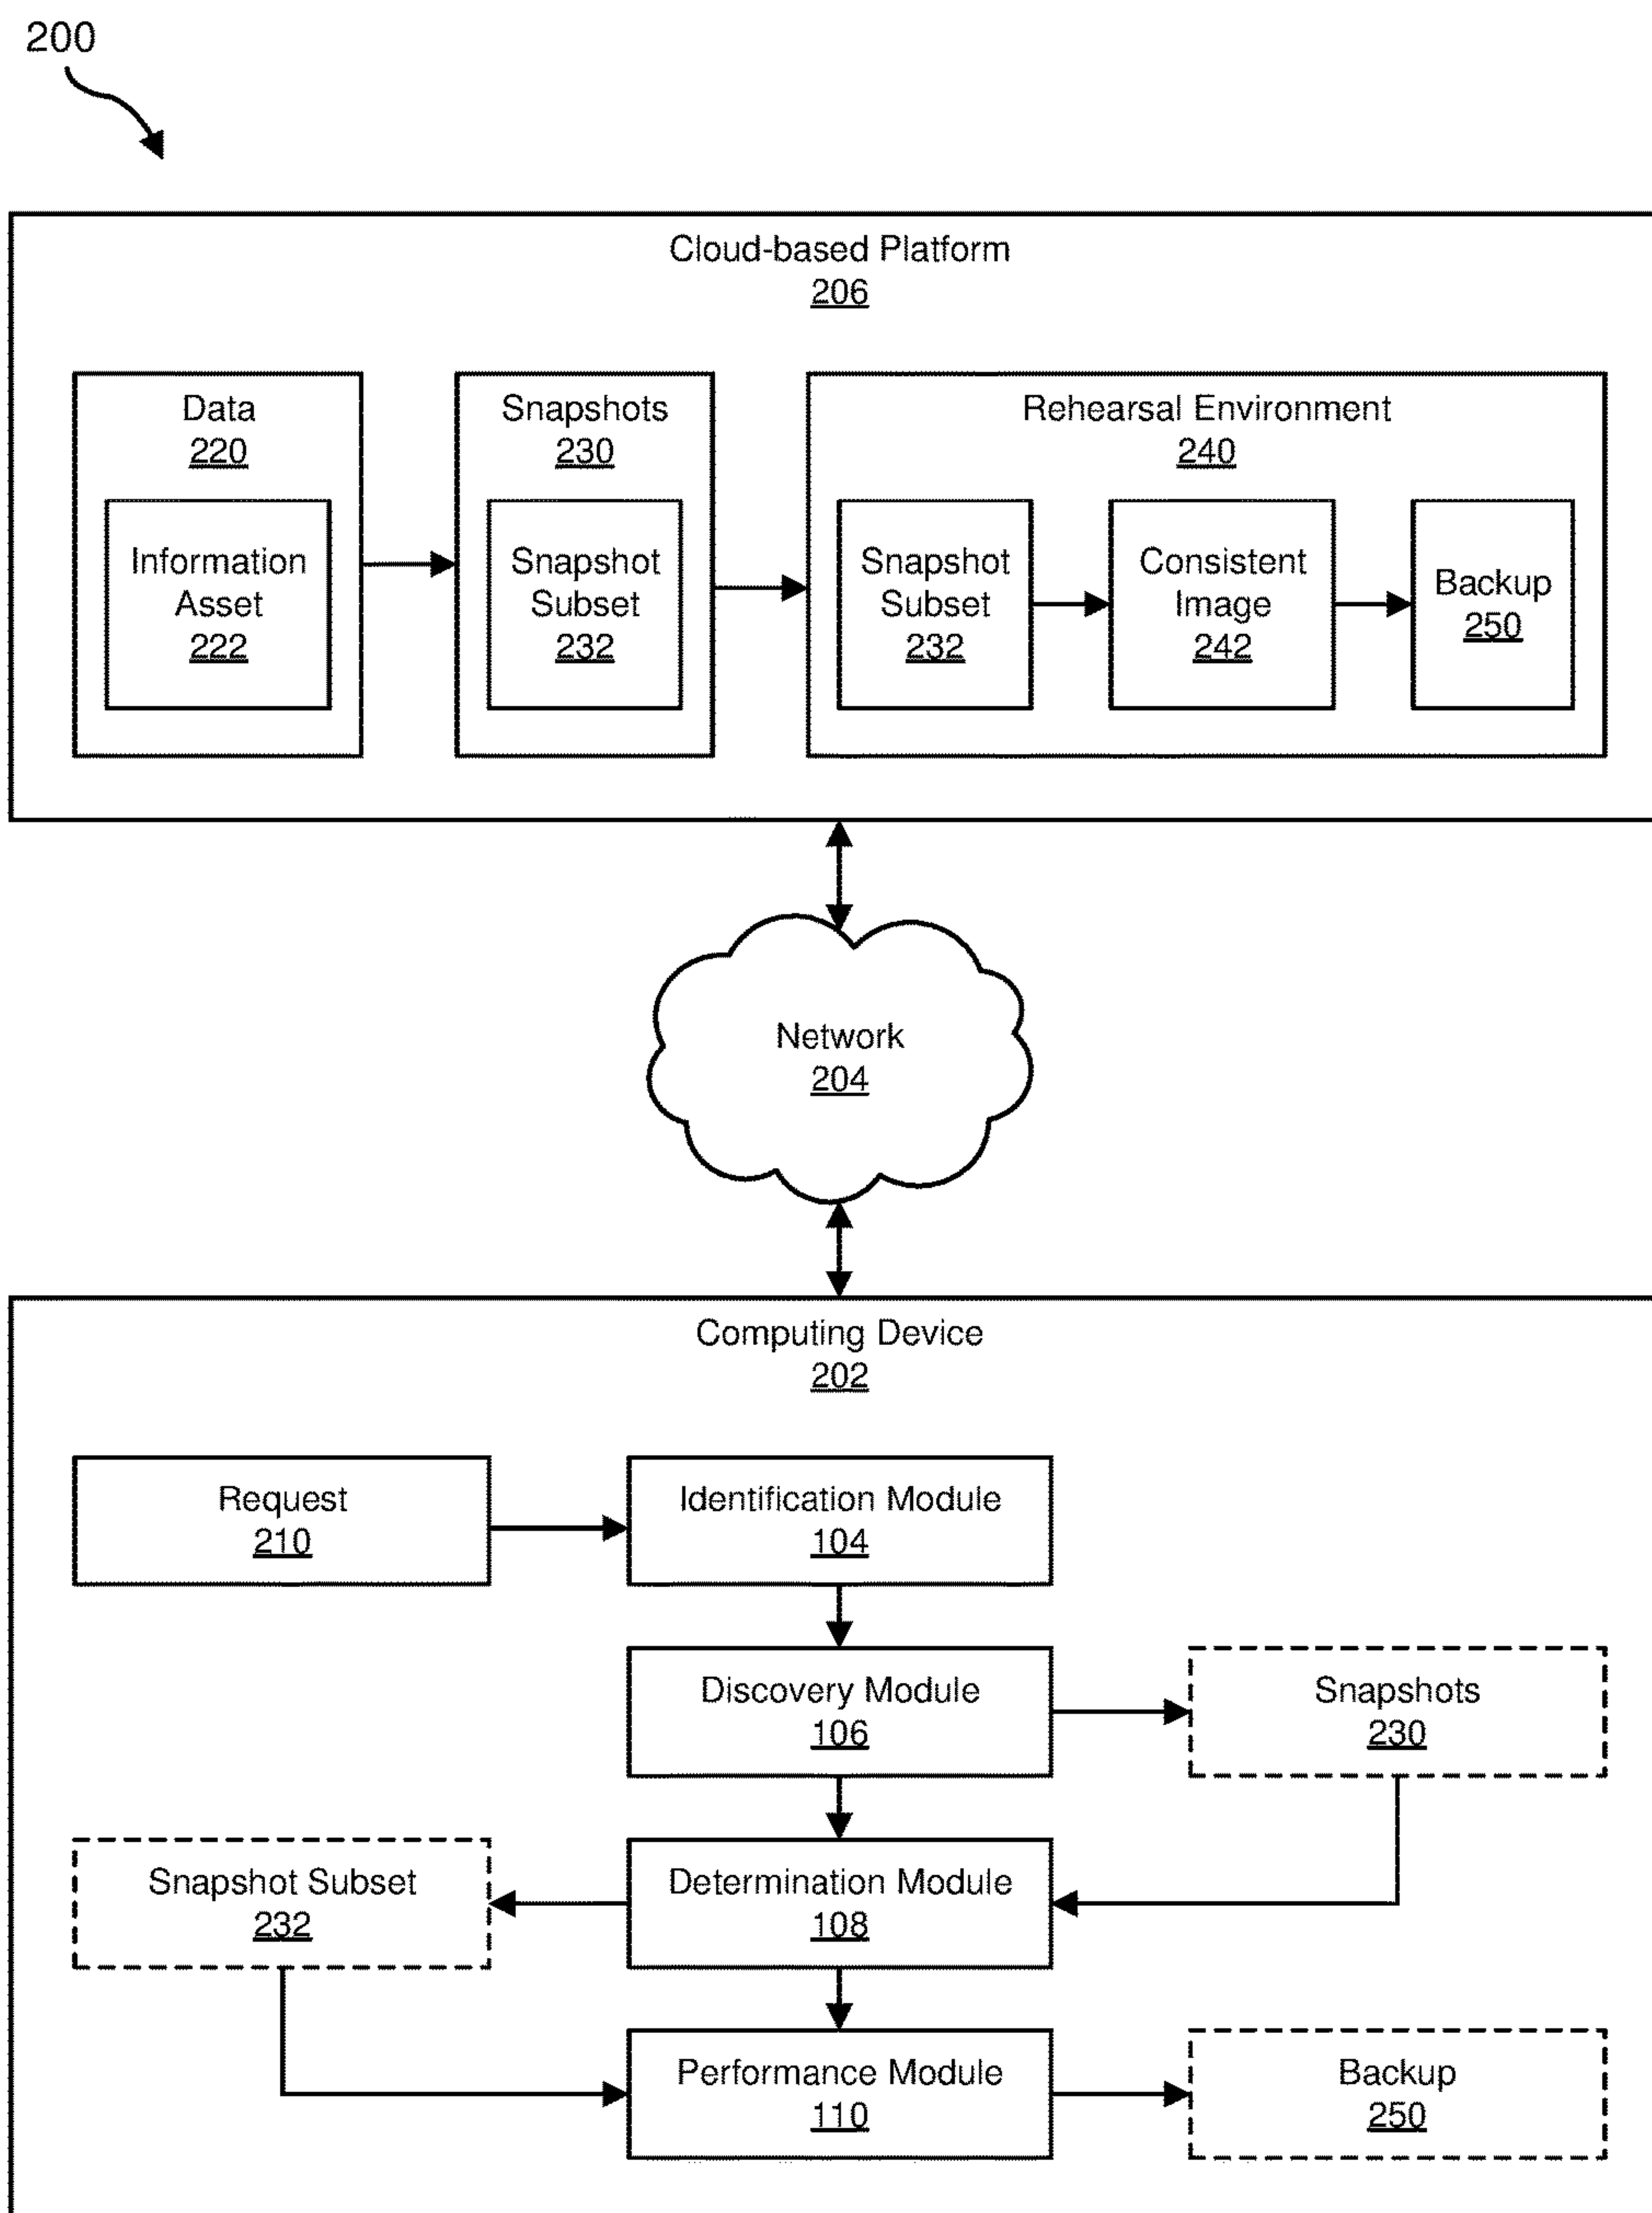 200
Cloud-based Platform
206
Data
220
Information
Asset
222
Snapshots
230
Snapshot
Subset
232
Rehearsal Environment
240
Snapshot
Subset
232
Consistent
Image
242
Backup
250
Network
204
Computing Device
202
Request
210
Identification Module
104
Discovery Module
106
Snapshots
230
Snapshot Subset
232
Determination Module
108
Performance Module
110
Backup
250